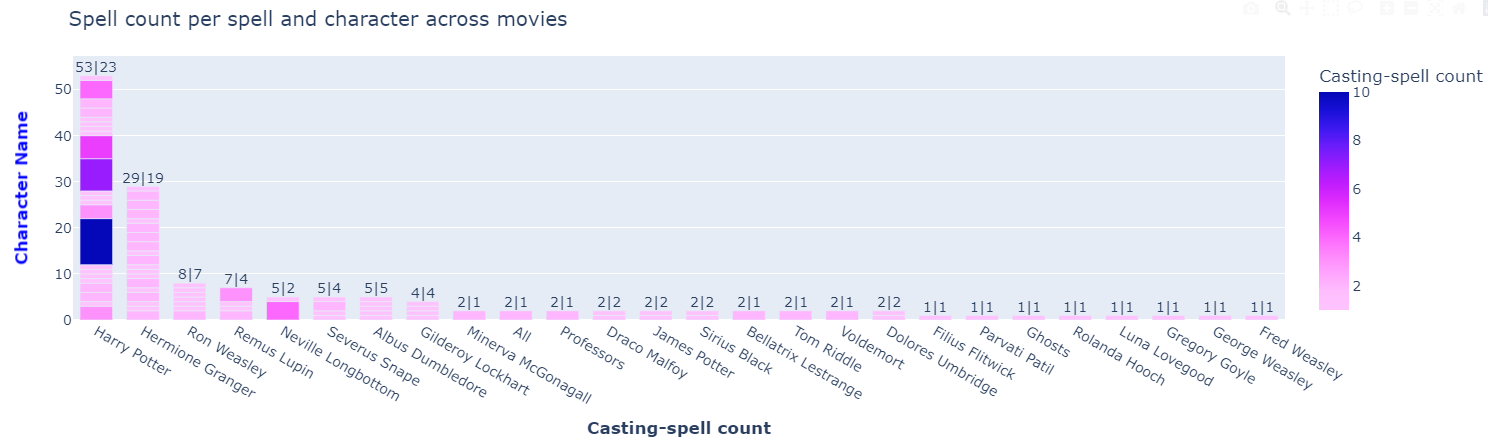 Spell count per spell and character across movies
Casting-spell count
Character Name
50
40
30
20
10
0
53|23
29|19
8|7
7|4
5|2
5|4
5|5
4|4
2|1
2|1
2|1
2|2
2|2
2|2
2|1
2|1
2|1
2|2
1|1
1|1
1|1
1|1
1|1
1|1
1|1
1|1
10
8
6
4
2
Harry Potter
Hermione Granger
Ron Weasley
Remus Lupin
Neville Longbottom
Severus Snape
Albus Dumbledore
Gilderoy Lockhart
Minerva McGonagall
All
Professors
Draco Malfoy
James Potter
Sirius Black
Bellatrix Lestrange
Tom Riddle
Voldemort
Dolores Umbridge
Filius Flitwick
Parvati Patil
Ghosts
Rolanda Hooch
Luna Lovegood
Gregory Goyle
George Weasley
Fred Weasley
Casting-spell count